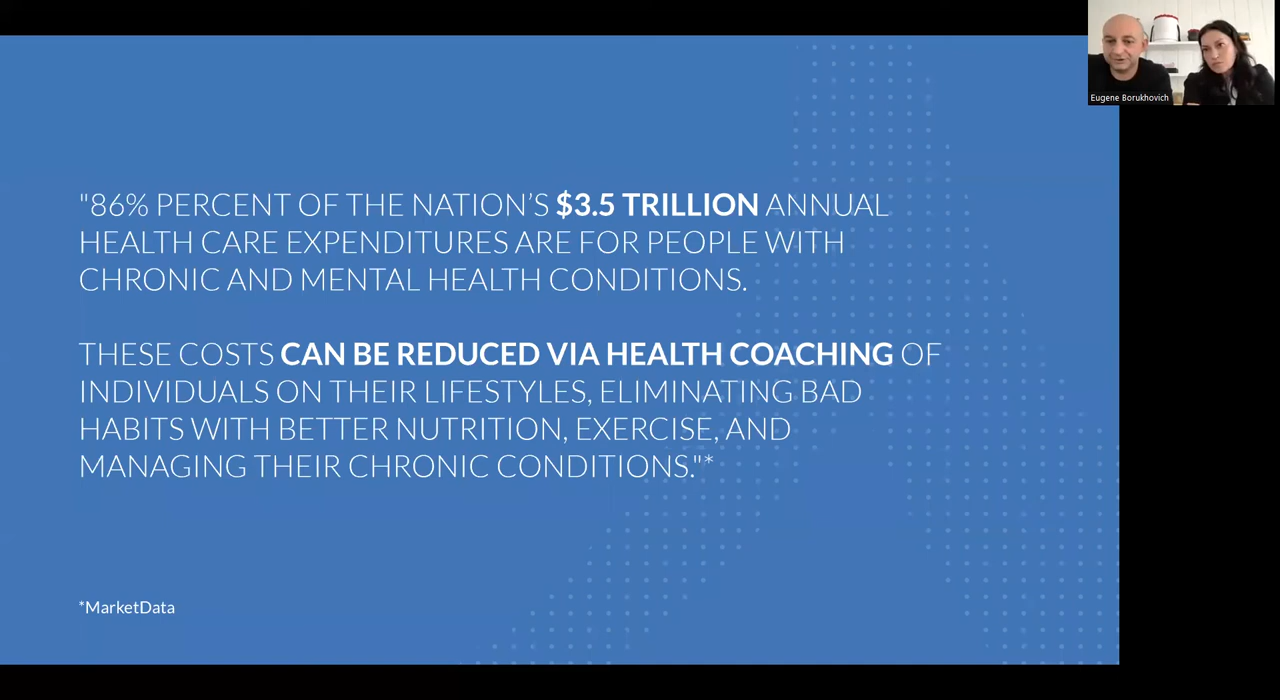 "86% PERCENT OF THE NATION’S $3.5 TRILLION ANNUAL
HEALTH CARE EXPENDITURES ARE FOR PEOPLE WITH
CHRONIC AND MENTAL HEALTH CONDITIONS.
THESE COSTS CAN BE REDUCED VIA HEALTH COACHING OF
INDIVIDUALS ON THEIR LIFESTYLES, ELIMINATING BAD
HABITS WITH BETTER NUTRITION, EXERCISE, AND
MANAGING THEIR CHRONIC CONDITIONS."*
*MarketData
Eugene Borukhovich